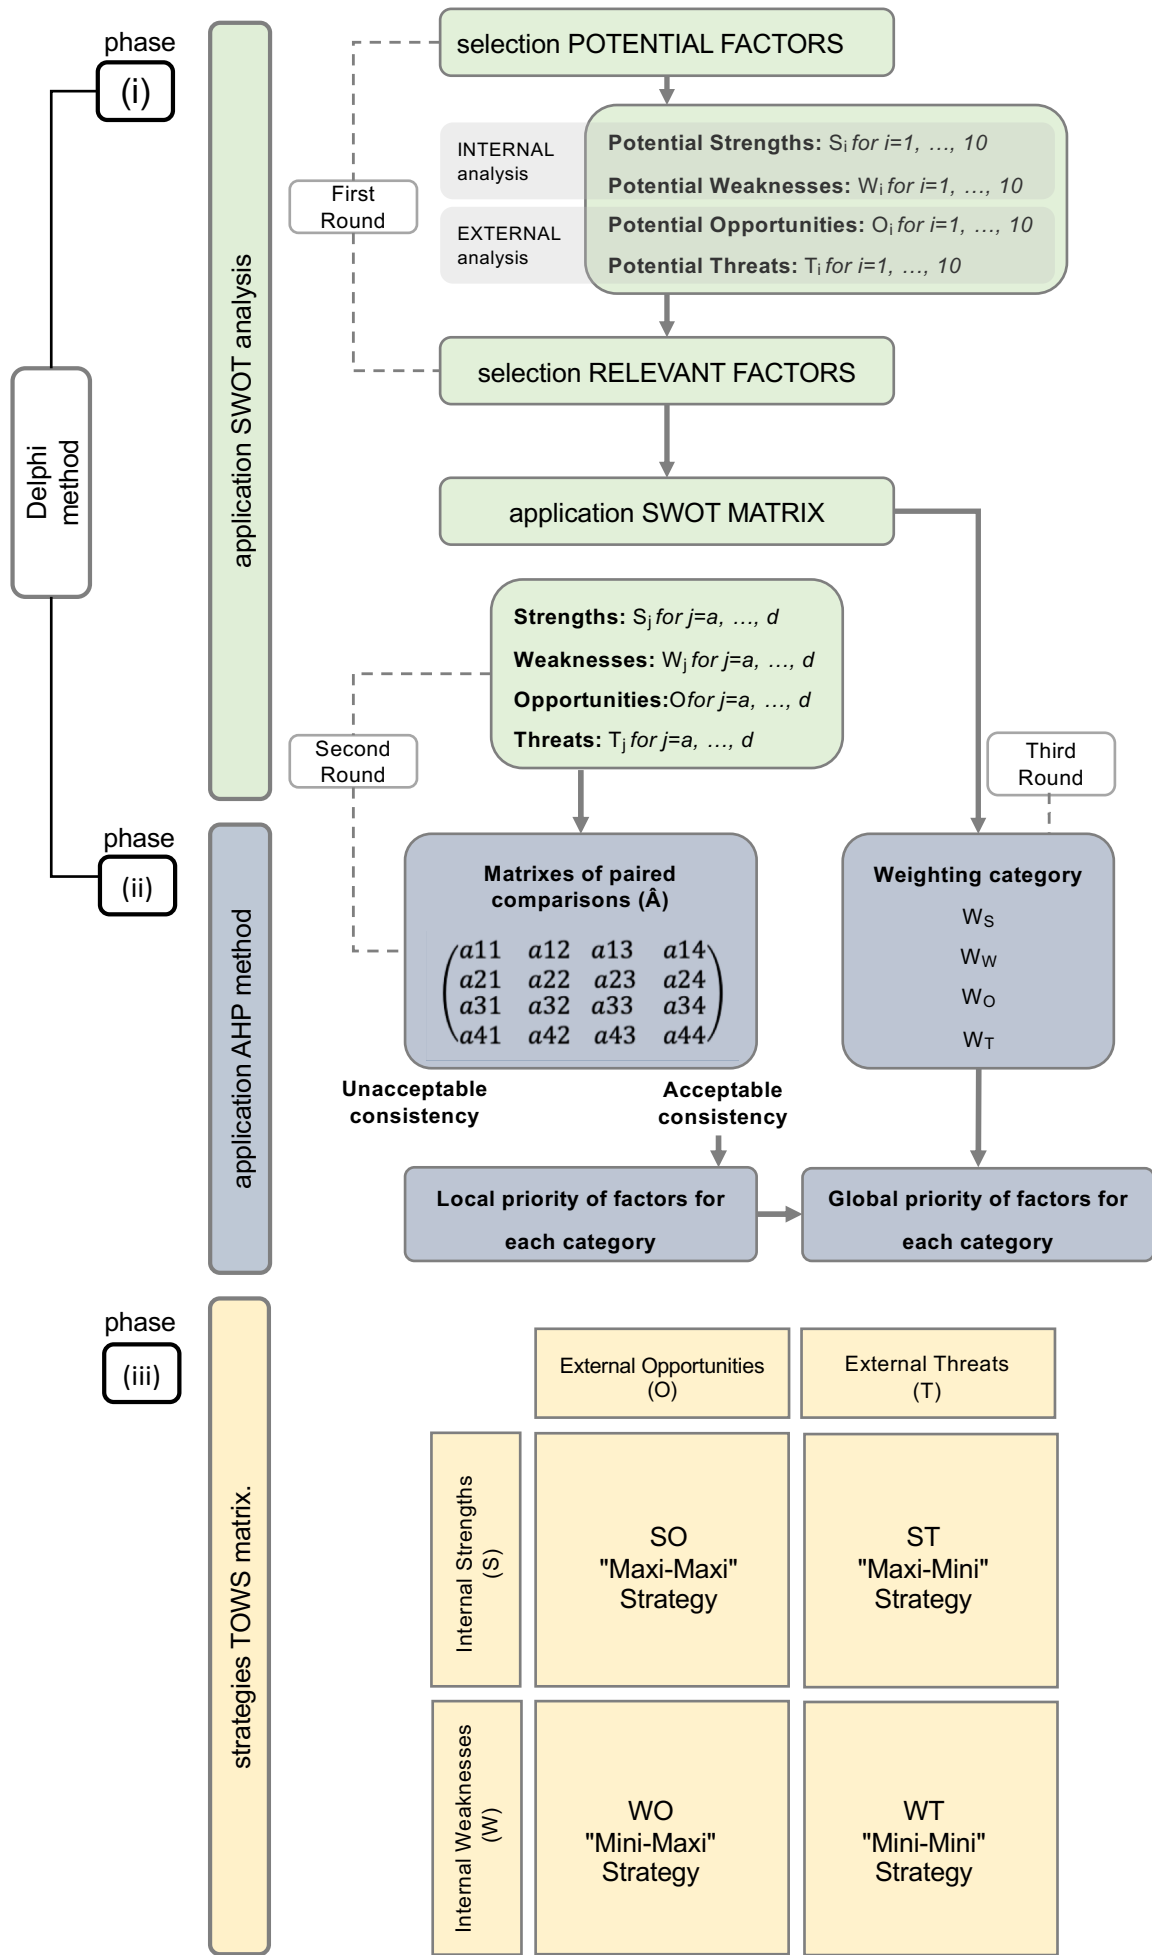 phase
(i)
application SWOT analysis
selection POTENTIAL FACTORS
INTERNAL
analysis
Potential Strengths: Sᵢ for i=1, ..., 10
Potential Weaknesses: Wᵢ for i=1, ..., 10
EXTERNAL
analysis
Potential Opportunities: Oᵢ for i=1, ..., 10
Potential Threats: Tᵢ for i=1, ..., 10
First
Round
selection RELEVANT FACTORS
Delphi
method
application SWOT MATRIX
Strengths: Sⱼ for j=a, ..., d
Weaknesses: Wⱼ for j=a, ..., d
Opportunities:O for j=a, ..., d
Threats: Tⱼ for j=a, ..., d
Second
Round
Third
Round
phase
(ii)
application AHP method
Matrixes of paired
comparisons (Â)
a11 a12 a13 a14
a21 a22 a23 a24
a31 a32 a33 a34
a41 a42 a43 a44
Weighting category
W_S
W_W
W_O
W_T
Unacceptable
consistency
Acceptable
consistency
Local priority of factors for
each category
Global priority of factors for
each category
phase
(iii)
strategies TOWS matrix.
External Opportunities
(O)
External Threats
(T)
Internal Strengths
(S)
SO
"Maxi-Maxi"
Strategy
ST
"Maxi-Mini"
Strategy
Internal Weaknesses
(W)
WO
"Mini-Maxi"
Strategy
WT
"Mini-Mini"
Strategy